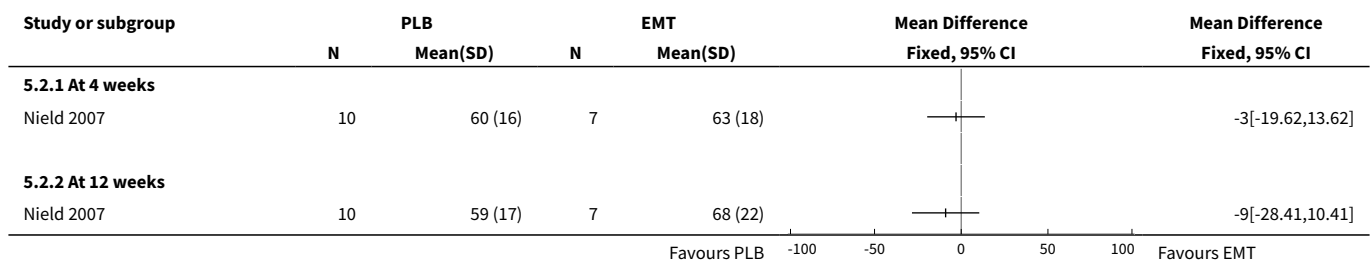 Study or subgroup PLB EMT Mean Difference Mean Difference
N Mean(SD) N Mean(SD) Fixed, 95% CI Fixed, 95% CI
5.2.1 At 4 weeks
Nield 2007 10 60 (16) 7 63 (18) -3[-19.62,13.62]
5.2.2 At 12 weeks
Nield 2007 10 59 (17) 7 68 (22) -9[-28.41,10.41]
Favours PLB -100 -50 0 50 100 Favours EMT